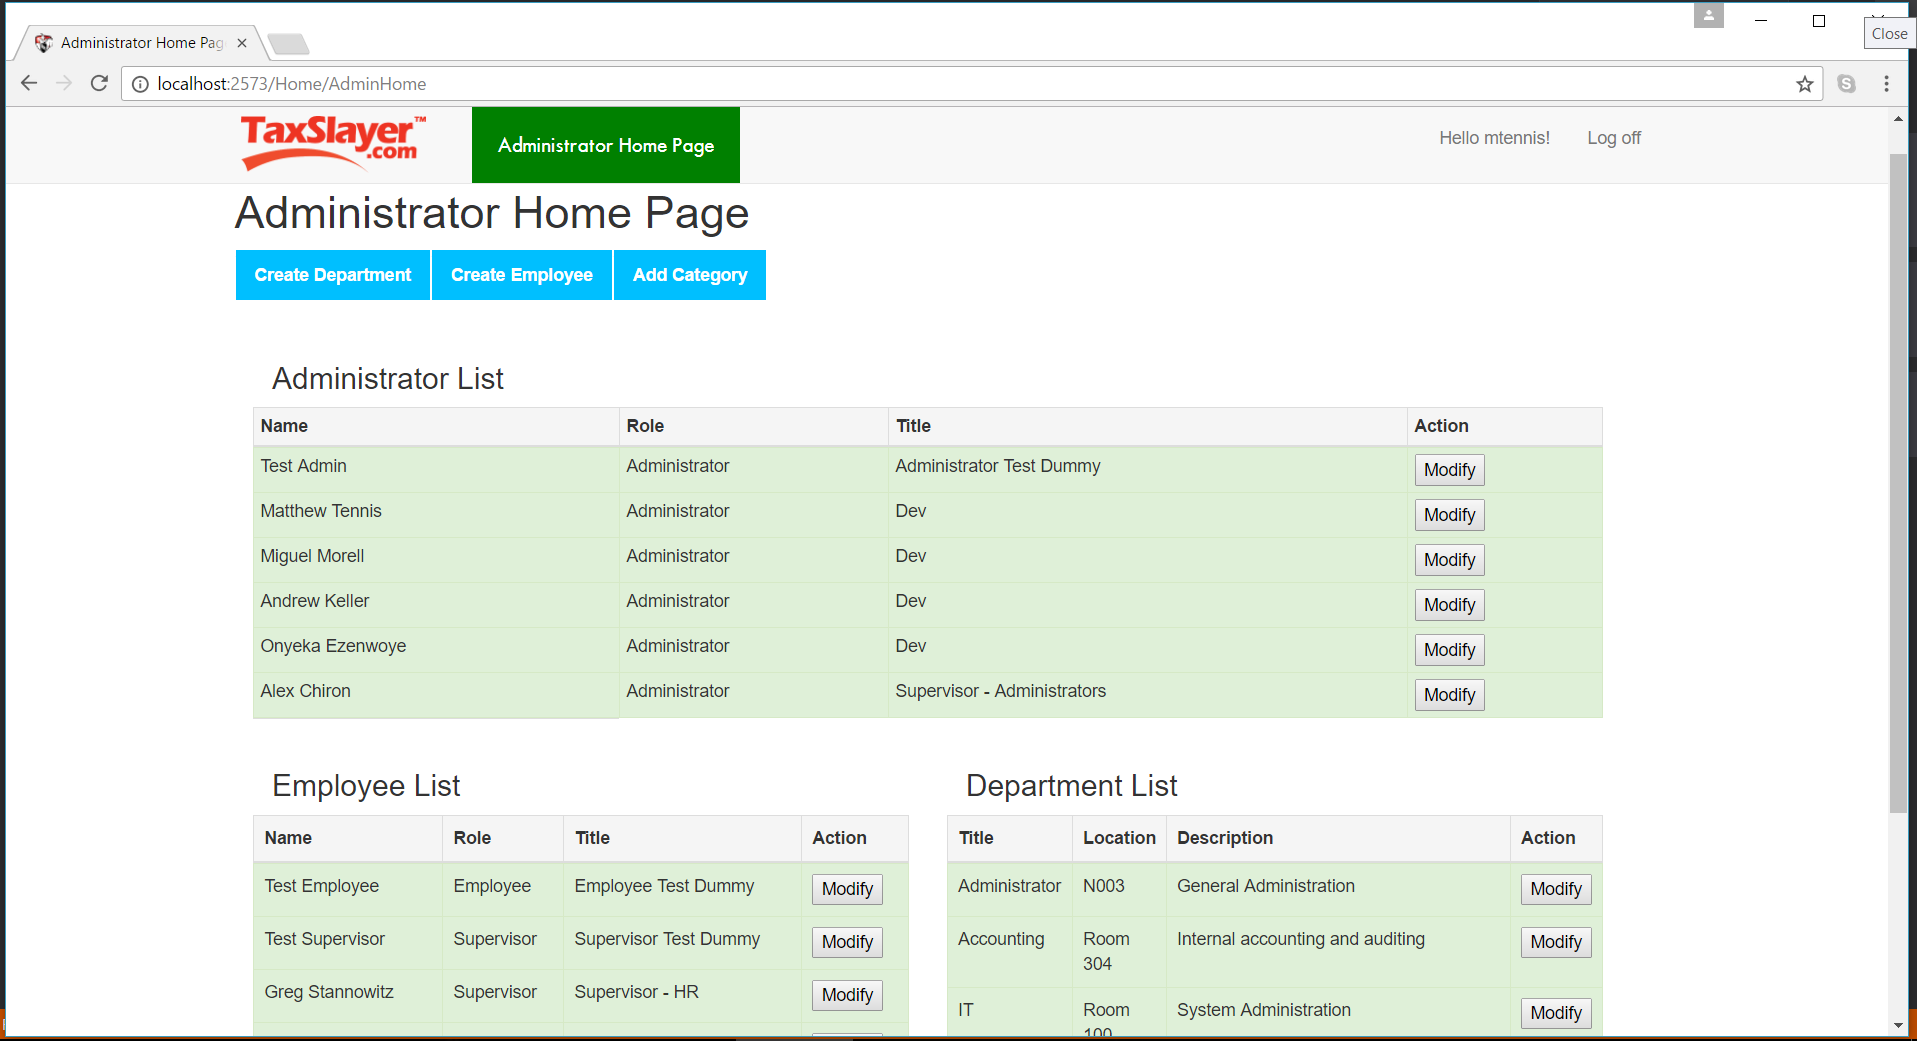 Administrator Home Pag
Close
localhost:2573/Home/AdminHome
TaxSlayer.com™
Administrator Home Page
Hello mtennis!
Log off
Administrator Home Page
Create Department
Create Employee
Add Category
Administrator List
Name Role Title Action
Test Admin Administrator Administrator Test Dummy Modify
Matthew Tennis Administrator Dev Modify
Miguel Morell Administrator Dev Modify
Andrew Keller Administrator Dev Modify
Onyeka Ezenwoye Administrator Dev Modify
Alex Chiron Administrator Supervisor - Administrators Modify
Employee List
Name Role Title Action
Test Employee Employee Employee Test Dummy Modify
Test Supervisor Supervisor Supervisor Test Dummy Modify
Greg Stannowitz Supervisor Supervisor - HR Modify
Department List
Title Location Description Action
Administrator N003 General Administration Modify
Accounting Room 304 Internal accounting and auditing Modify
IT Room 100 System Administration Modify